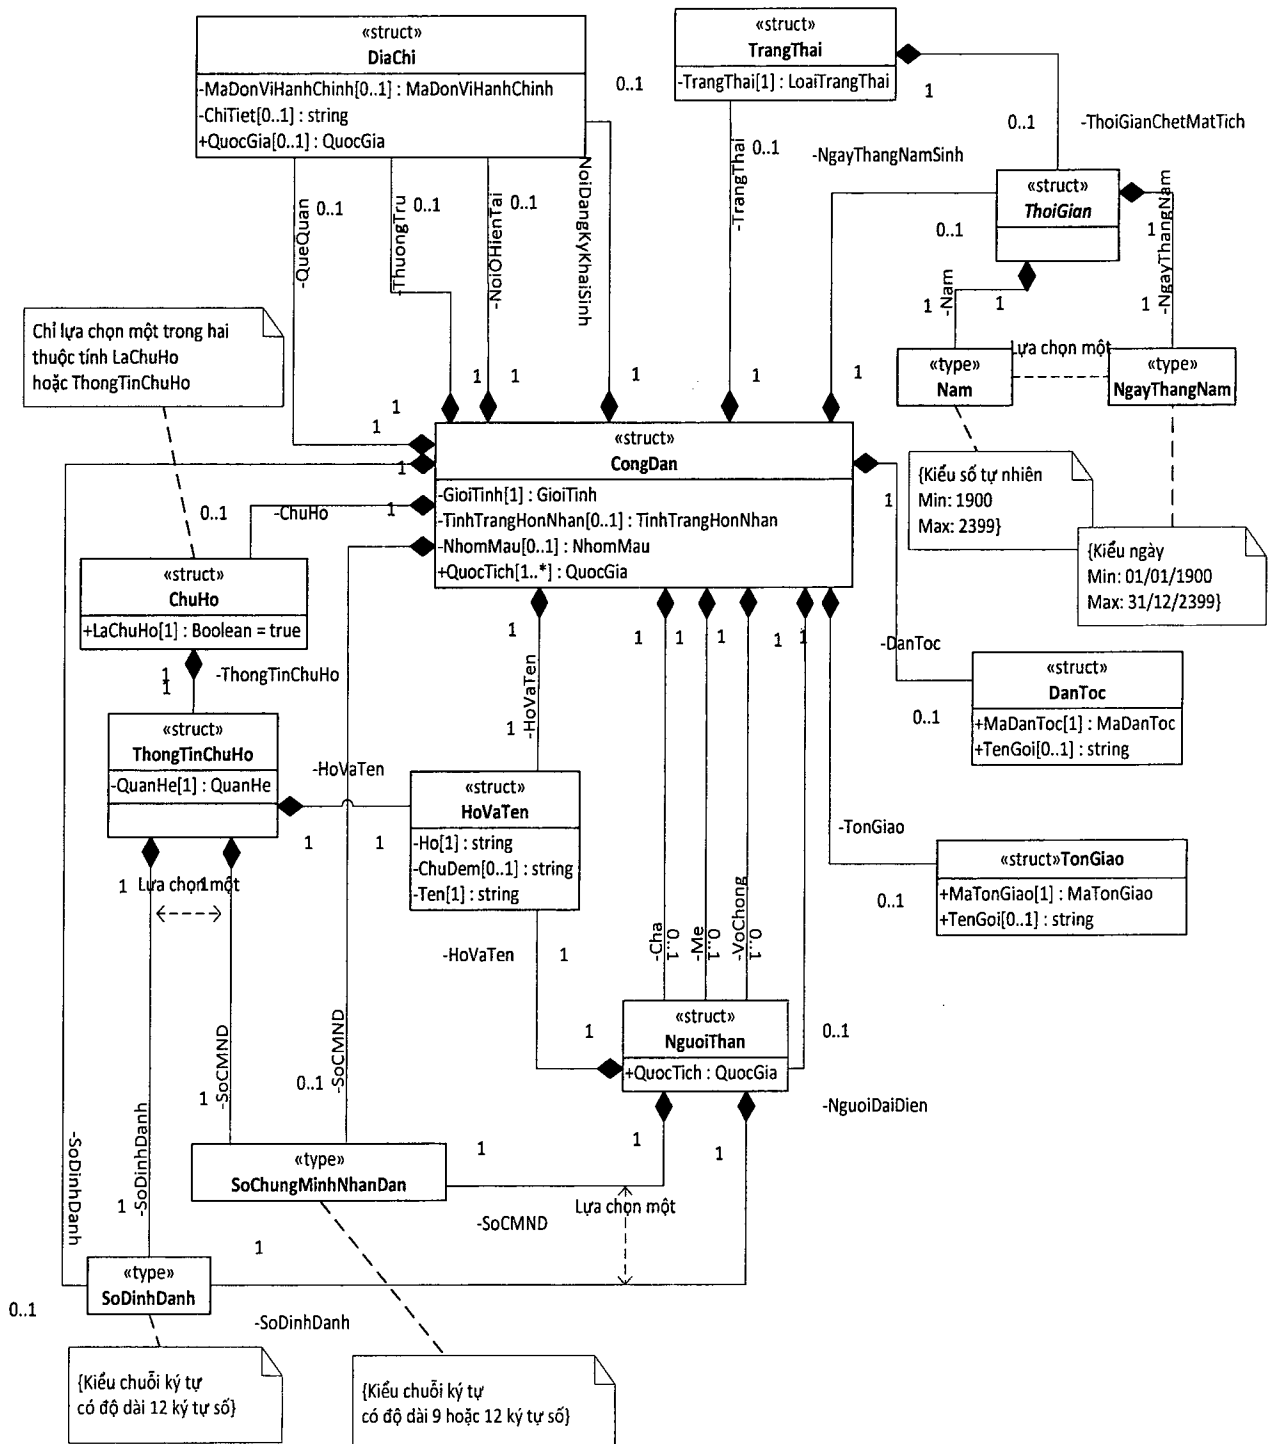 «struct»
DiaChi
-MaDonViHanhChinh[0..1] : MaDonViHanhChinh
-ChiTiet[0..1] : string
+QuocGia[0..1] : QuocGia
«struct»
TrangThai
-TrangThai[1] : LoaiTrangThai
0..1
1
0..1
-ThoiGianChetMatTich
-QueQuan
0..1
-ThuongTru
0..1
-NoiOHienTai
0..1
NoiDangKyKhaiSinh
-TrangThai
0..1
-NgayThangNamSinh
«struct»
ThoiGian
0..1
1
-NgayThangNam
-Nam
1
1
1
Lựa chọn một
«type»
Nam
«type»
NgayThangNam
Chỉ lựa chọn một trong hai
thuộc tính LaChuHo
hoặc ThongTinChuHo
1
1
1
1
1
1
1
1
1
«struct»
CongDan
-GioiTinh[1] : GioiTinh
-TinhTrangHonNhan[0..1] : TinhTrangHonNhan
-NhomMau[0..1] : NhomMau
+QuocTich[1..*] : QuocGia
1
{Kiểu số tự nhiên
Min: 1900
Max: 2399}
{Kiểu ngày
Min: 01/01/1900
Max: 31/12/2399}
0..1
-ChuHo
1
«struct»
ChuHo
+LaChuHo[1] : Boolean = true
1
1
-ThongTinChuHo
1
1
1
1
1
1
-DanToc
-HoVaTen
1
«struct»
DanToc
+MaDanToc[1] : MaDanToc
+TenGoi[0..1] : string
0..1
«struct»
ThongTinChuHo
-QuanHe[1] : QuanHe
-HoVaTen
1
1
«struct»
HoVaTen
-Ho[1] : string
-ChuDem[0..1] : string
-Ten[1] : string
-TonGiao
0..1
«struct»TonGiao
+MaTonGiao[1] : MaTonGiao
+TenGoi[0..1] : string
1
1
Lựa chọn một
-HoVaTen
1
-Cha
0..1
-Me
0..1
-VoChong
0..1
1
«struct»
NguoiThan
+QuocTich : QuocGia
0..1
-NguoiDaiDien
-SoCMND
1
0..1
-SoCMND
-SoDinhDanh
-SoDinhDanh
1
«type»
SoChungMinhNhanDan
1
1
1
Lựa chọn một
-SoCMND
1
«type»
SoDinhDanh
0..1
-SoDinhDanh
{Kiểu chuỗi ký tự
có độ dài 12 ký tự số}
{Kiểu chuỗi ký tự
có độ dài 9 hoặc 12 ký tự số}